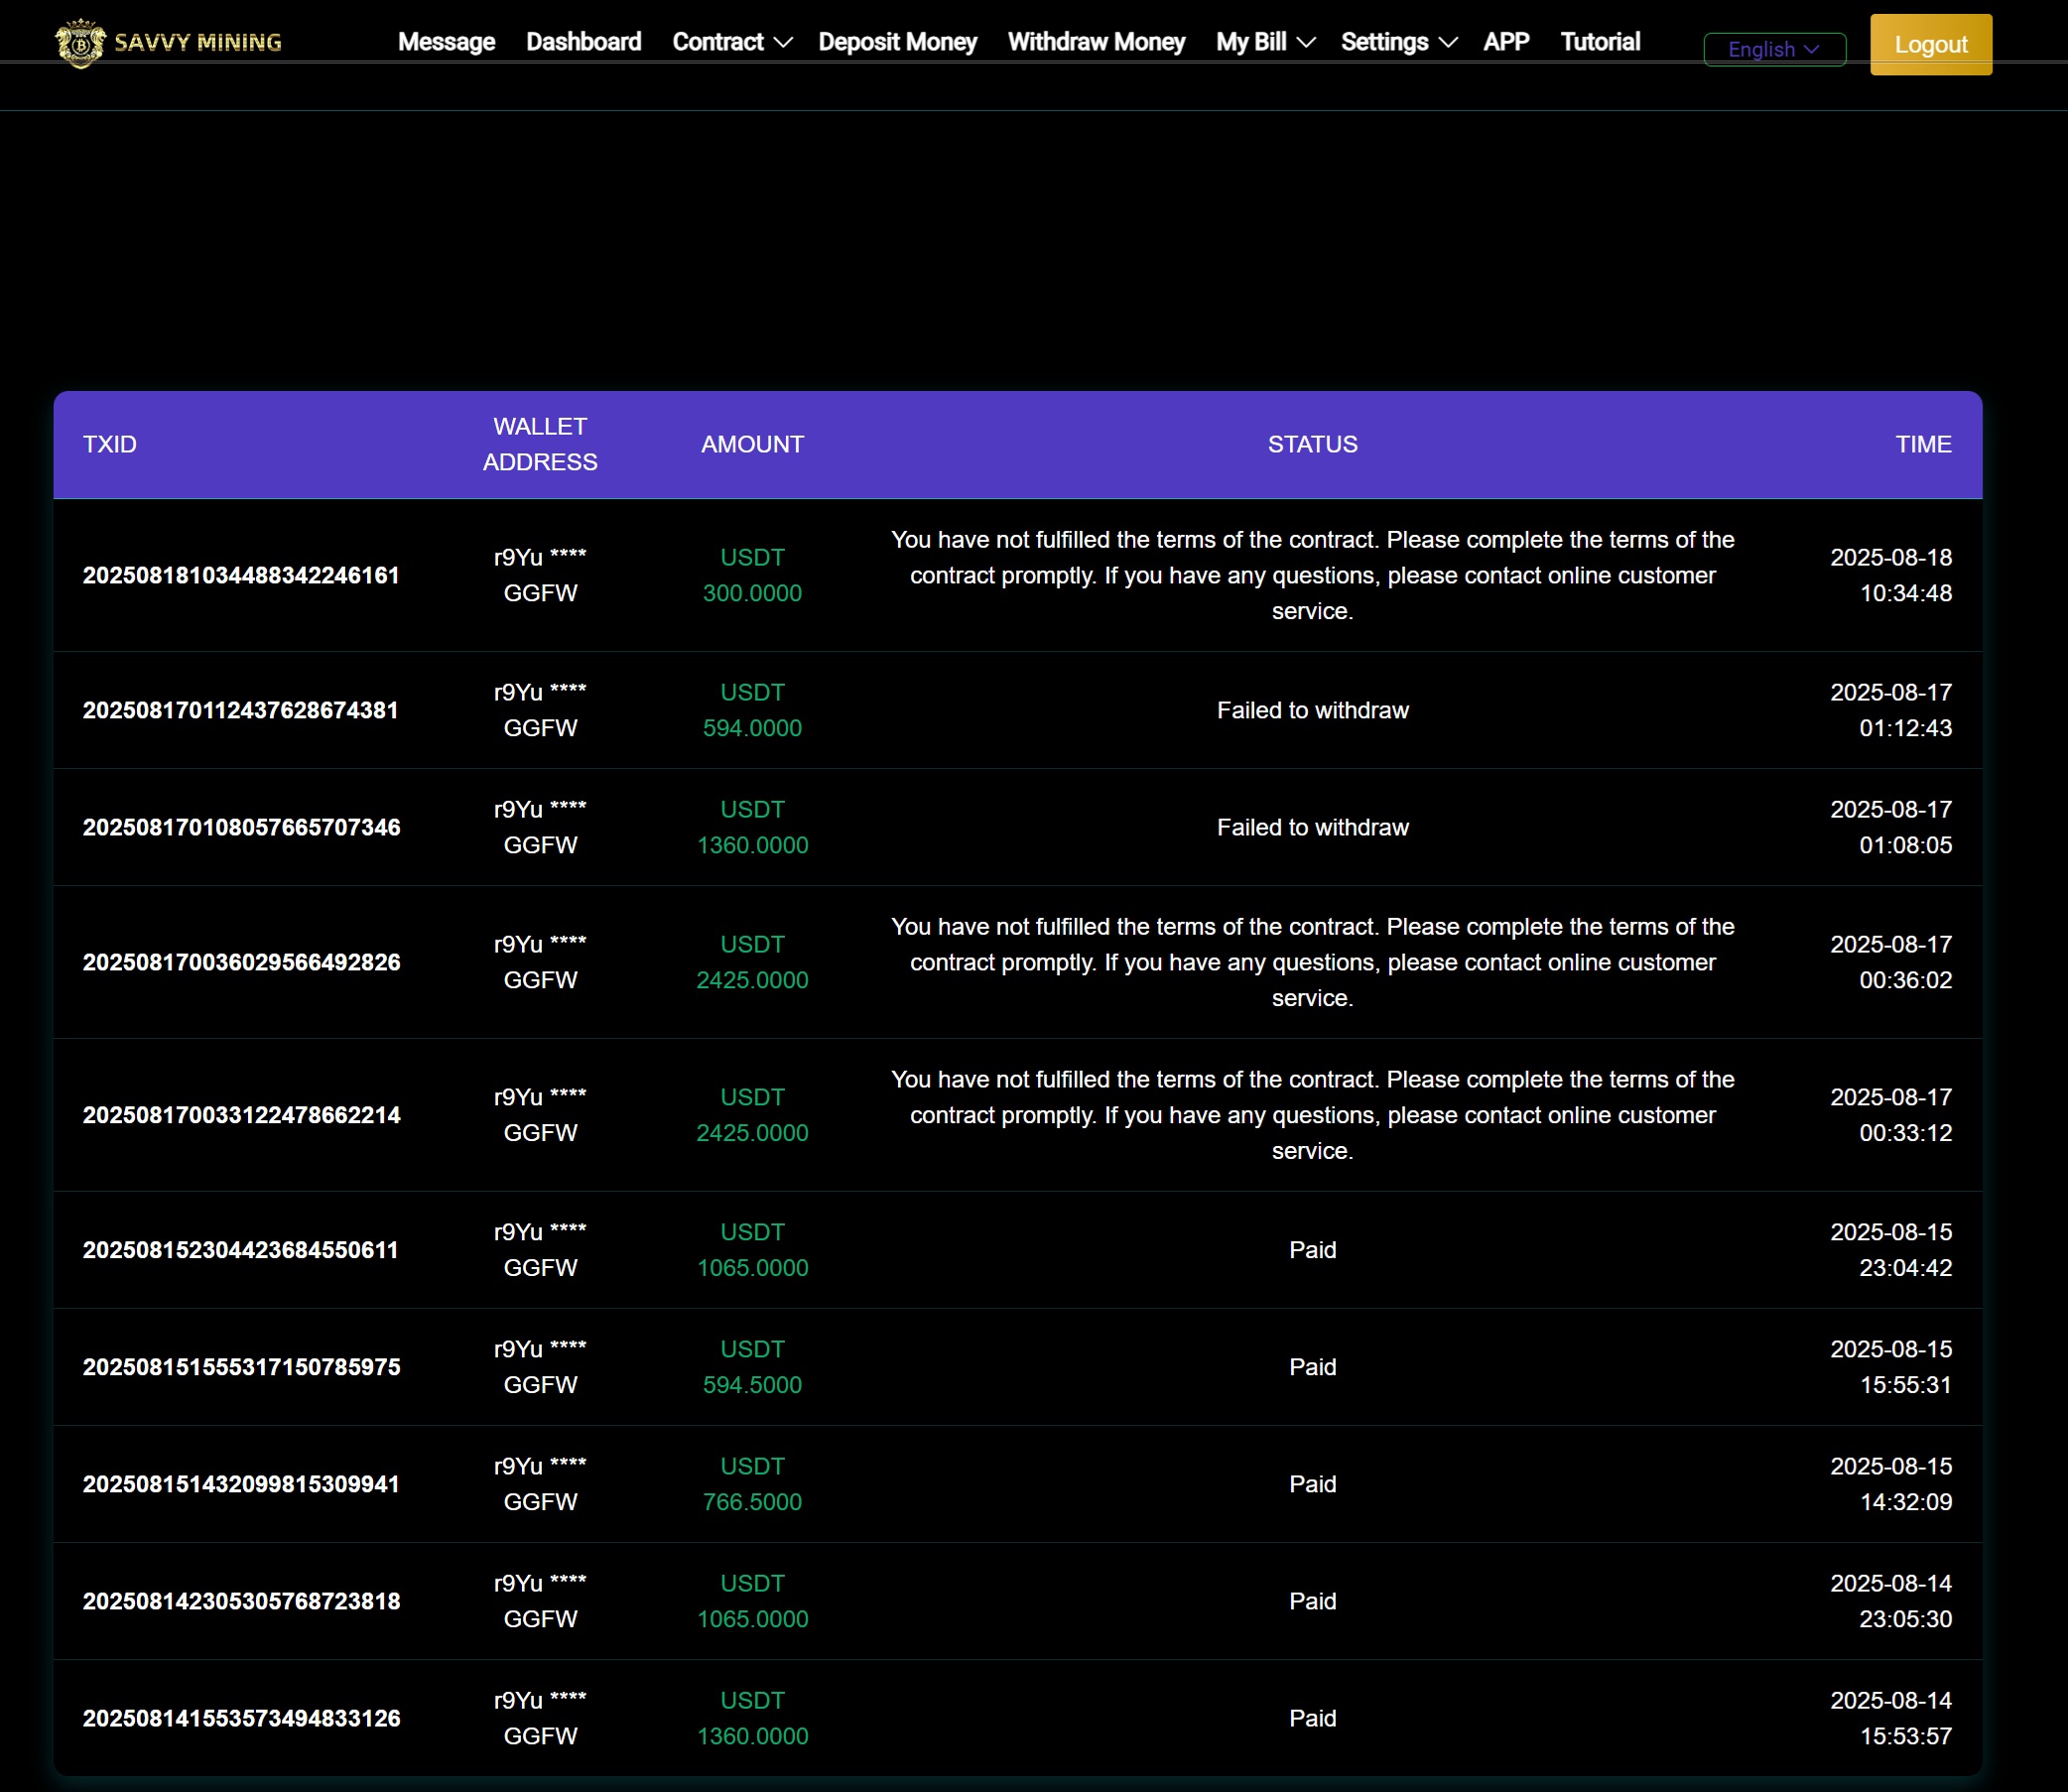 SAVVY MINING
Message Dashboard Contract Deposit Money Withdraw Money My Bill Settings APP Tutorial English Logout
TXID WALLET ADDRESS AMOUNT STATUS TIME
202508181034488342246161
r9Yu ****
GGFW
USDT
300.0000
You have not fulfilled the terms of the contract. Please complete the terms of the
contract promptly. If you have any questions, please contact online customer
service.
2025-08-18
10:34:48
202508170112437628674381
r9Yu ****
GGFW
USDT
594.0000
Failed to withdraw
2025-08-17
01:12:43
202508170108057665707346
r9Yu ****
GGFW
USDT
1360.0000
Failed to withdraw
2025-08-17
01:08:05
202508170036029566492826
r9Yu ****
GGFW
USDT
2425.0000
You have not fulfilled the terms of the contract. Please complete the terms of the
contract promptly. If you have any questions, please contact online customer
service.
2025-08-17
00:36:02
202508170033122478662214
r9Yu ****
GGFW
USDT
2425.0000
You have not fulfilled the terms of the contract. Please complete the terms of the
contract promptly. If you have any questions, please contact online customer
service.
2025-08-17
00:33:12
202508152304423684550611
r9Yu ****
GGFW
USDT
1065.0000
Paid
2025-08-15
23:04:42
202508151555317150785975
r9Yu ****
GGFW
USDT
594.5000
Paid
2025-08-15
15:55:31
202508151432099815309941
r9Yu ****
GGFW
USDT
766.5000
Paid
2025-08-15
14:32:09
202508142305305768723818
r9Yu ****
GGFW
USDT
1065.0000
Paid
2025-08-14
23:05:30
202508141553573494833126
r9Yu ****
GGFW
USDT
1360.0000
Paid
2025-08-14
15:53:57